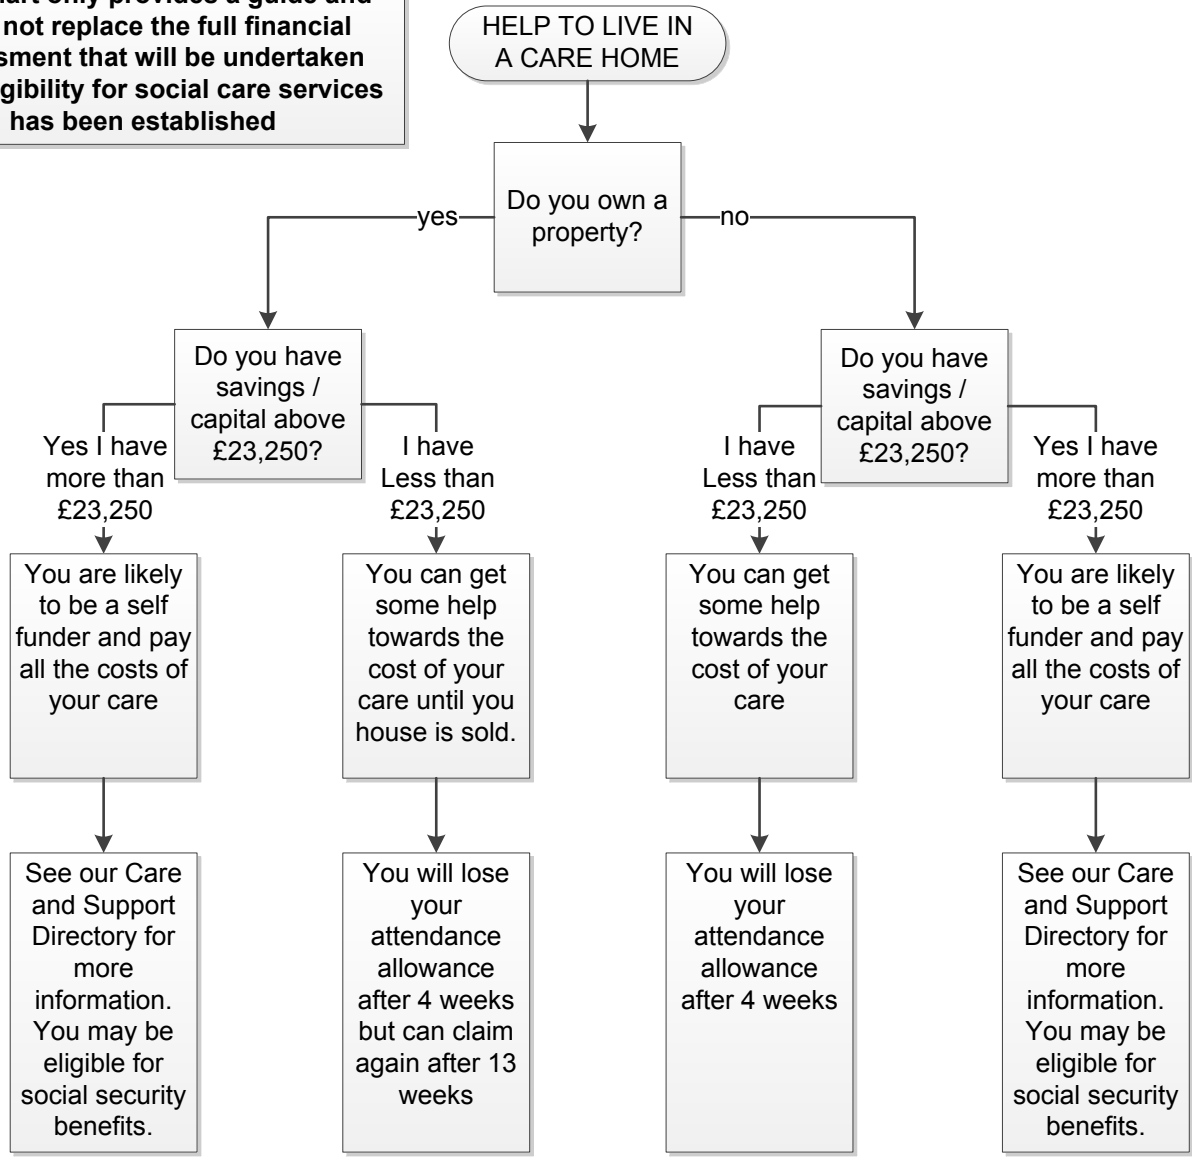 only provides a guide and
not replace the full financial
that will be undertaken
for social care services
has been established
HELP TO LIVE IN
A CARE HOME
Do you own a
property?
yes
no
Do you have
savings /
capital above
£23,250?
Do you have
savings /
capital above
£23,250?
Yes I have
more than
£23,250
I have
Less than
£23,250
I have
Less than
£23,250
Yes I have
more than
£23,250
You are likely
to be a self
funder and pay
all the costs of
your care
You can get
some help
towards the
cost of your
care until you
house is sold.
You can get
some help
towards the
cost of your
care
You are likely
to be a self
funder and pay
all the costs of
your care
See our Care
and Support
Directory for
more
information.
You may be
eligible for
social security
benefits.
You will lose
your
attendance
allowance
after 4 weeks
but can claim
again after 13
weeks
You will lose
your
attendance
allowance
after 4 weeks
See our Care
and Support
Directory for
more
information.
You may be
eligible for
social security
benefits.